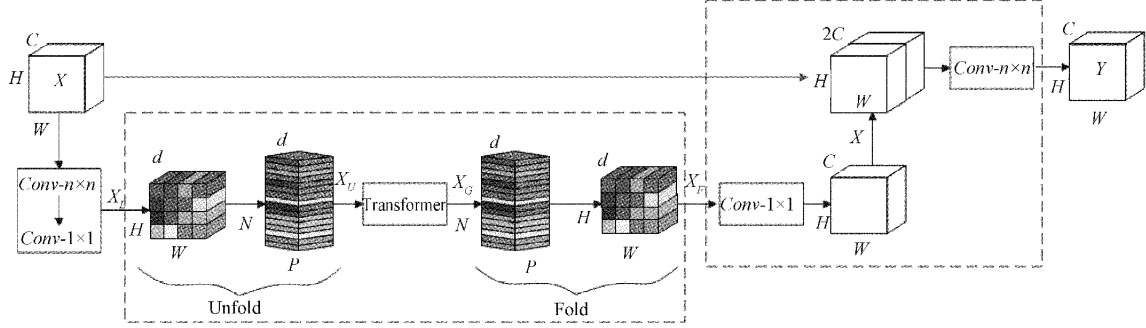 C
H
X
W
Conv-n×n
Conv-1×1
X_L
H
d
W
N
d
P
Unfold
X_U
Transformer
X_G
N
d
P
H
d
W
Fold
X_F
Conv-1×1
C
H
W
X
2C
H
W
Conv-n×n
C
H
Y
W